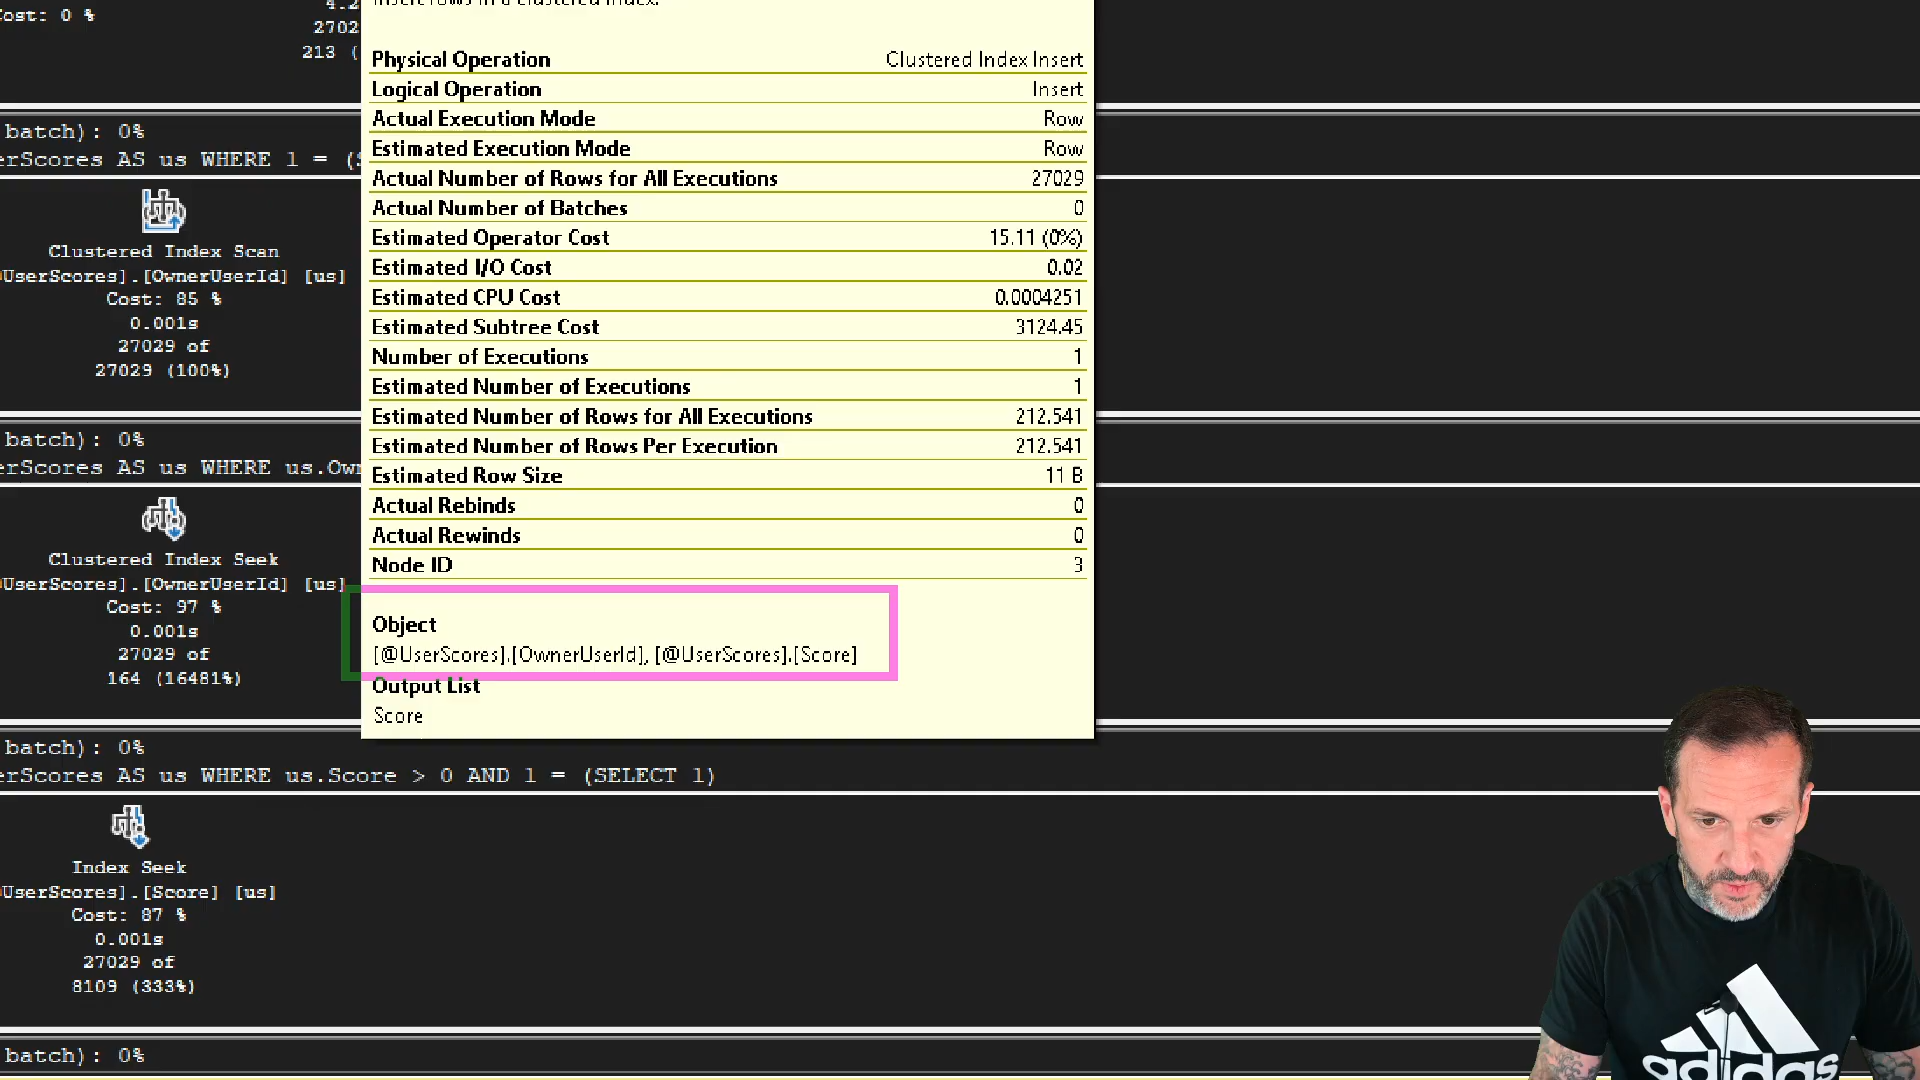 Cost: 0 %
27029
213 (
insert rows in a clustered index.
Physical Operation Clustered Index Insert
Logical Operation Insert
Actual Execution Mode Row
Estimated Execution Mode Row
Actual Number of Rows for All Executions 27029
Actual Number of Batches 0
Estimated Operator Cost 15.11 (0%)
Estimated I/O Cost 0.02
Estimated CPU Cost 0.0004251
Estimated Subtree Cost 3124.45
Number of Executions 1
Estimated Number of Executions 1
Estimated Number of Rows for All Executions 212.541
Estimated Number of Rows Per Execution 212.541
Estimated Row Size 11 B
Actual Rebinds 0
Actual Rewinds 0
Node ID 3
Object
[@UserScores].[OwnerUserId], [@UserScores].[Score]
Output List
Score
batch): 0%
erScores AS us WHERE 1 = (
Clustered Index Scan
UserScores].[OwnerUserId] [us]
Cost: 85 %
0.001s
27029 of
27029 (100%)
batch): 0%
erScores AS us WHERE us.Own
Clustered Index Seek
UserScores].[OwnerUserId] [us]
Cost: 97 %
0.001s
27029 of
164 (16481%)
batch): 0%
erScores AS us WHERE us.Score > 0 AND 1 = (SELECT 1)
Index Seek
UserScores].[Score] [us]
Cost: 87 %
0.001s
27029 of
8109 (333%)
batch): 0%
adidas